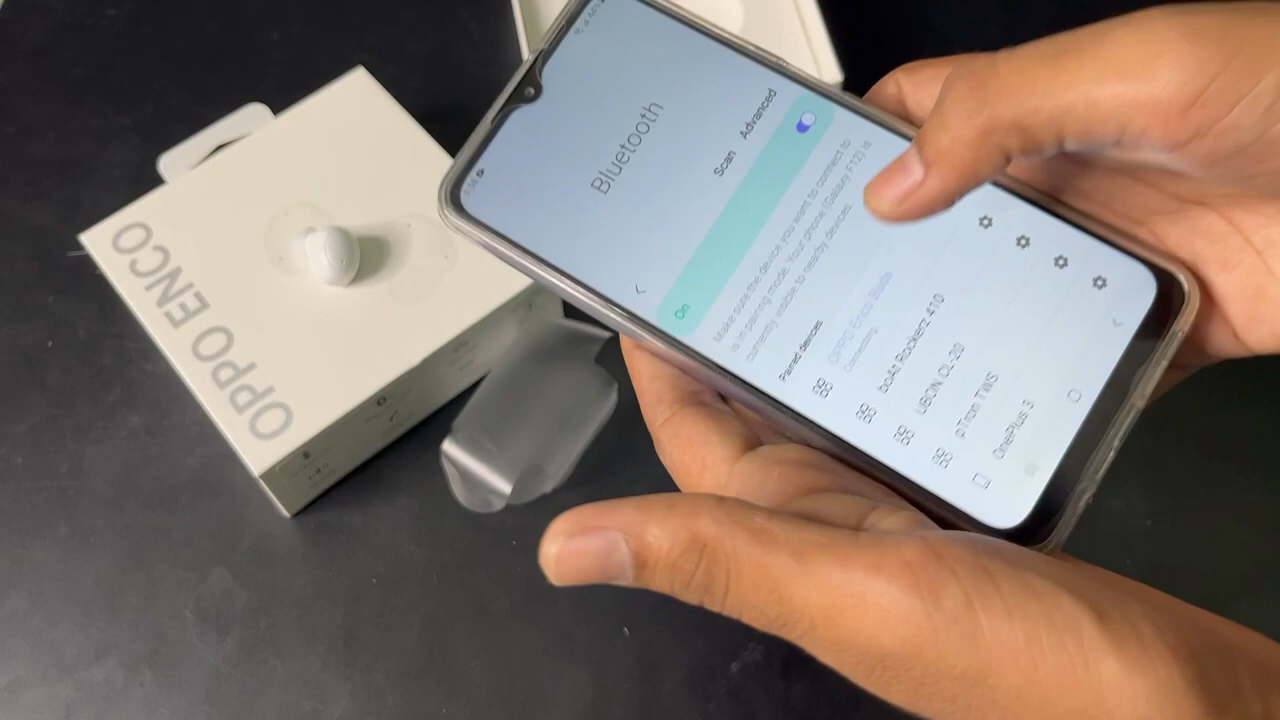 OPPO ENCO
Bluetooth
Scan Advanced
On
Make sure the device you want to connect to
is in pairing mode. Your phone (Galaxy F12) is
currently visible to nearby devices.
Paired devices
OPPO Enco Buds
Connecting...
boAt Rockerz 410
UBON CL-20
pTron TWS
OnePlus 3